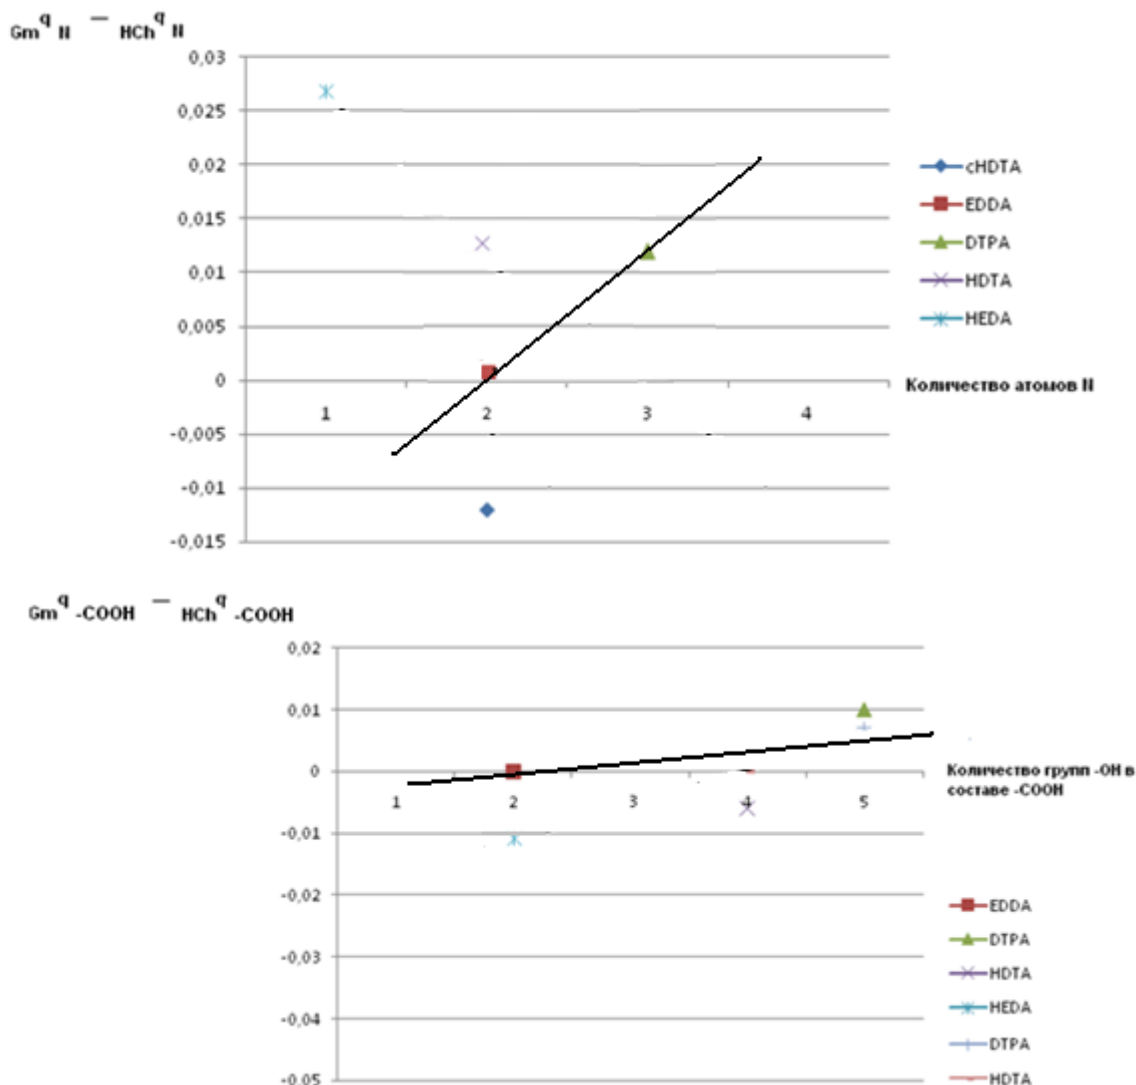 Gm q N — HCh q N
0,03
0,025
0,02
0,015
0,01
0,005
0
-0,005
-0,01
-0,015
1
2
3
4
Количество атомов N
cHDTA
EDDA
DTPA
HDTA
HEDA
Gm q -COOH — HCh q -COOH
0,02
0,01
0
-0,01
-0,02
-0,03
-0,04
-0,05
1
2
3
4
5
Количество групп -ОН в
составе -COOH
EDDA
DTPA
HDTA
HEDA
DTPA
HDTA